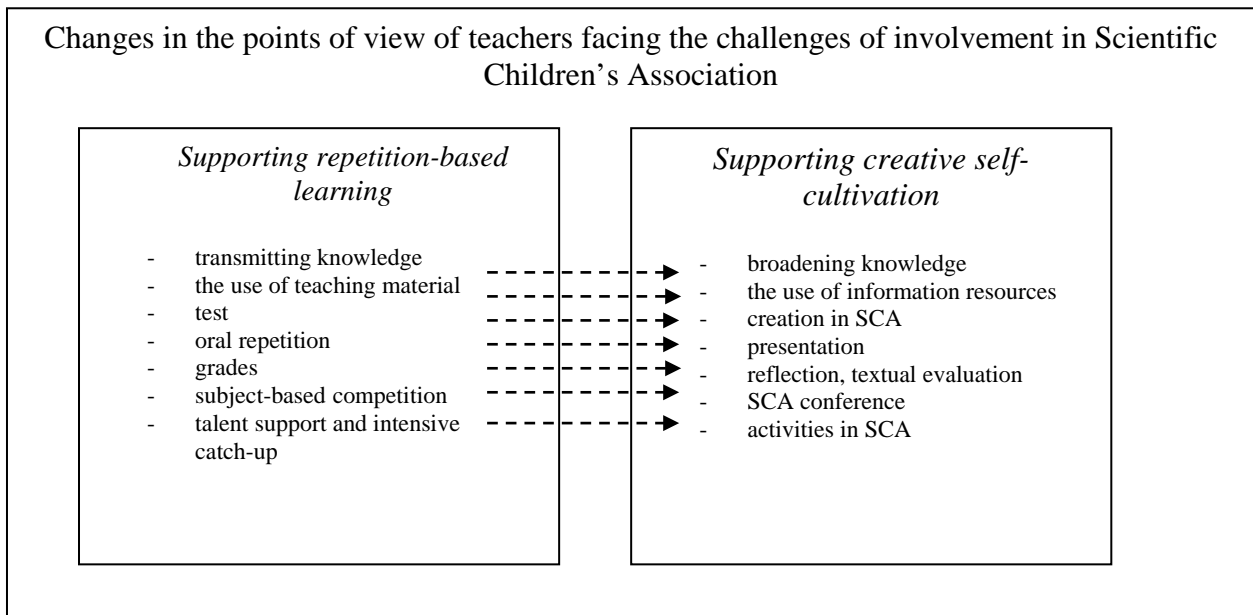 Changes in the points of view of teachers facing the challenges of involvement in Scientific
Children's Association
Supporting repetition-based
learning
- transmitting knowledge
- the use of teaching material
- test
- oral repetition
- grades
- subject-based competition
- talent support and intensive
catch-up
Supporting creative self-
cultivation
- broadening knowledge
- the use of information resources
- creation in SCA
- presentation
- reflection, textual evaluation
- SCA conference
- activities in SCA